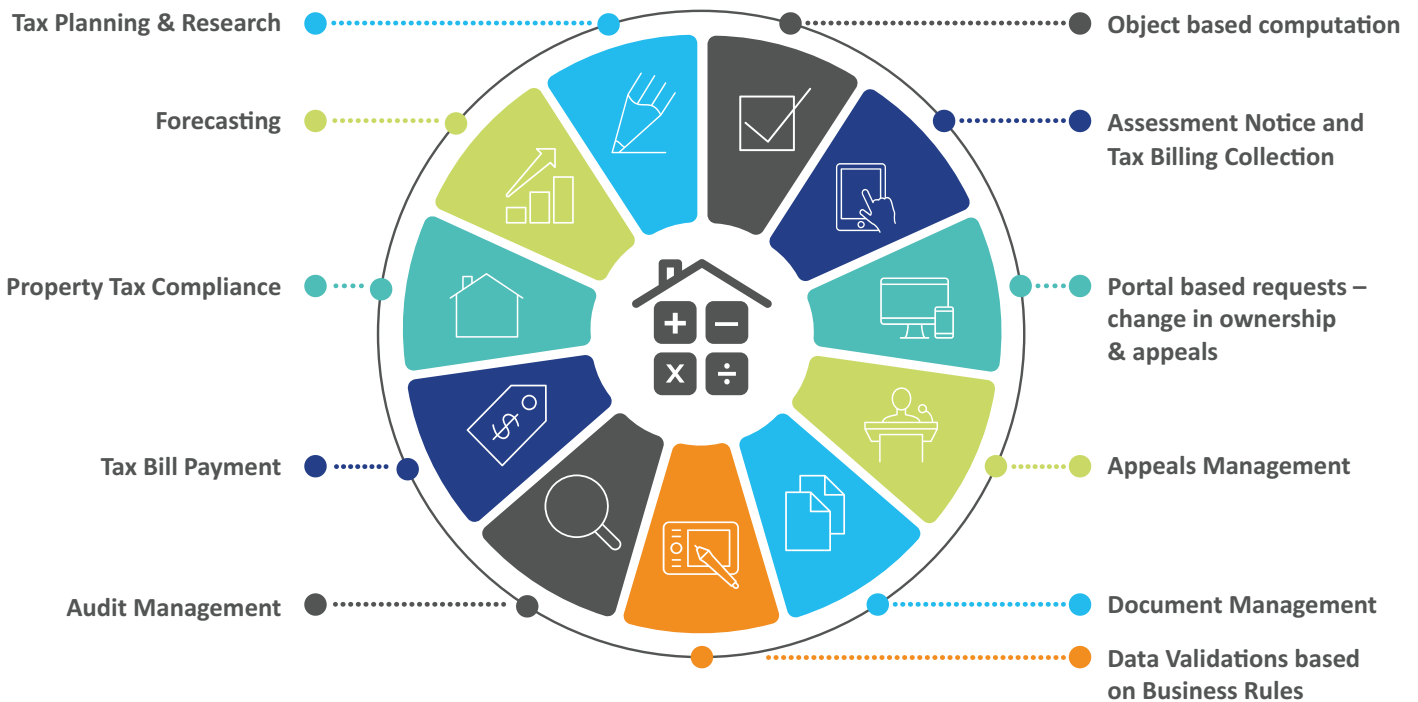 Tax Planning & Research
Object based computation
Forecasting
Assessment Notice and
Tax Billing Collection
Property Tax Compliance
Portal based requests –
change in ownership
& appeals
$
+ −
x ÷
Tax Bill Payment
Appeals Management
Audit Management
Document Management
Data Validations based
on Business Rules